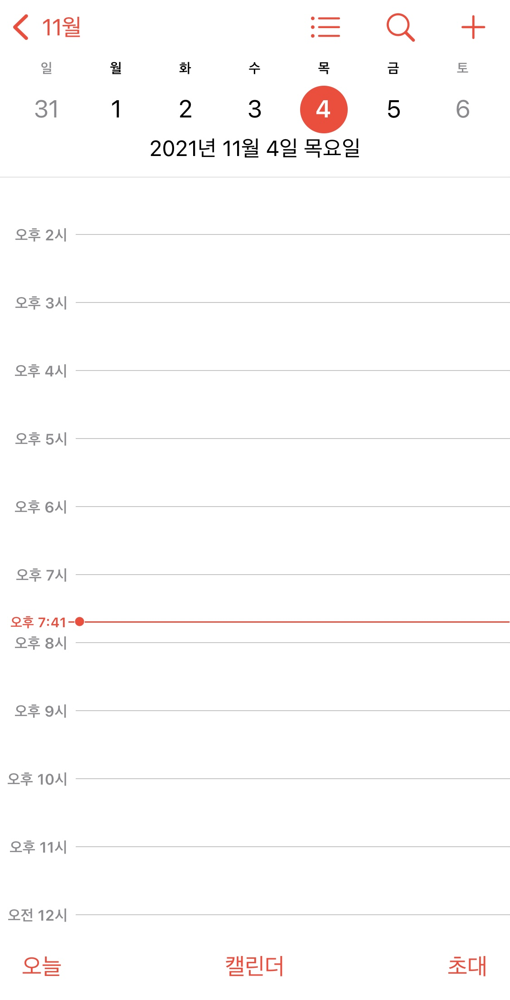 11월
일 월 화 수 목 금 토
31 1 2 3 4 5 6
2021년 11월 4일 목요일
오후 2시
오후 3시
오후 4시
오후 5시
오후 6시
오후 7시
오후 7:41
오후 8시
오후 9시
오후 10시
오후 11시
오전 12시
오늘 캘린더 초대